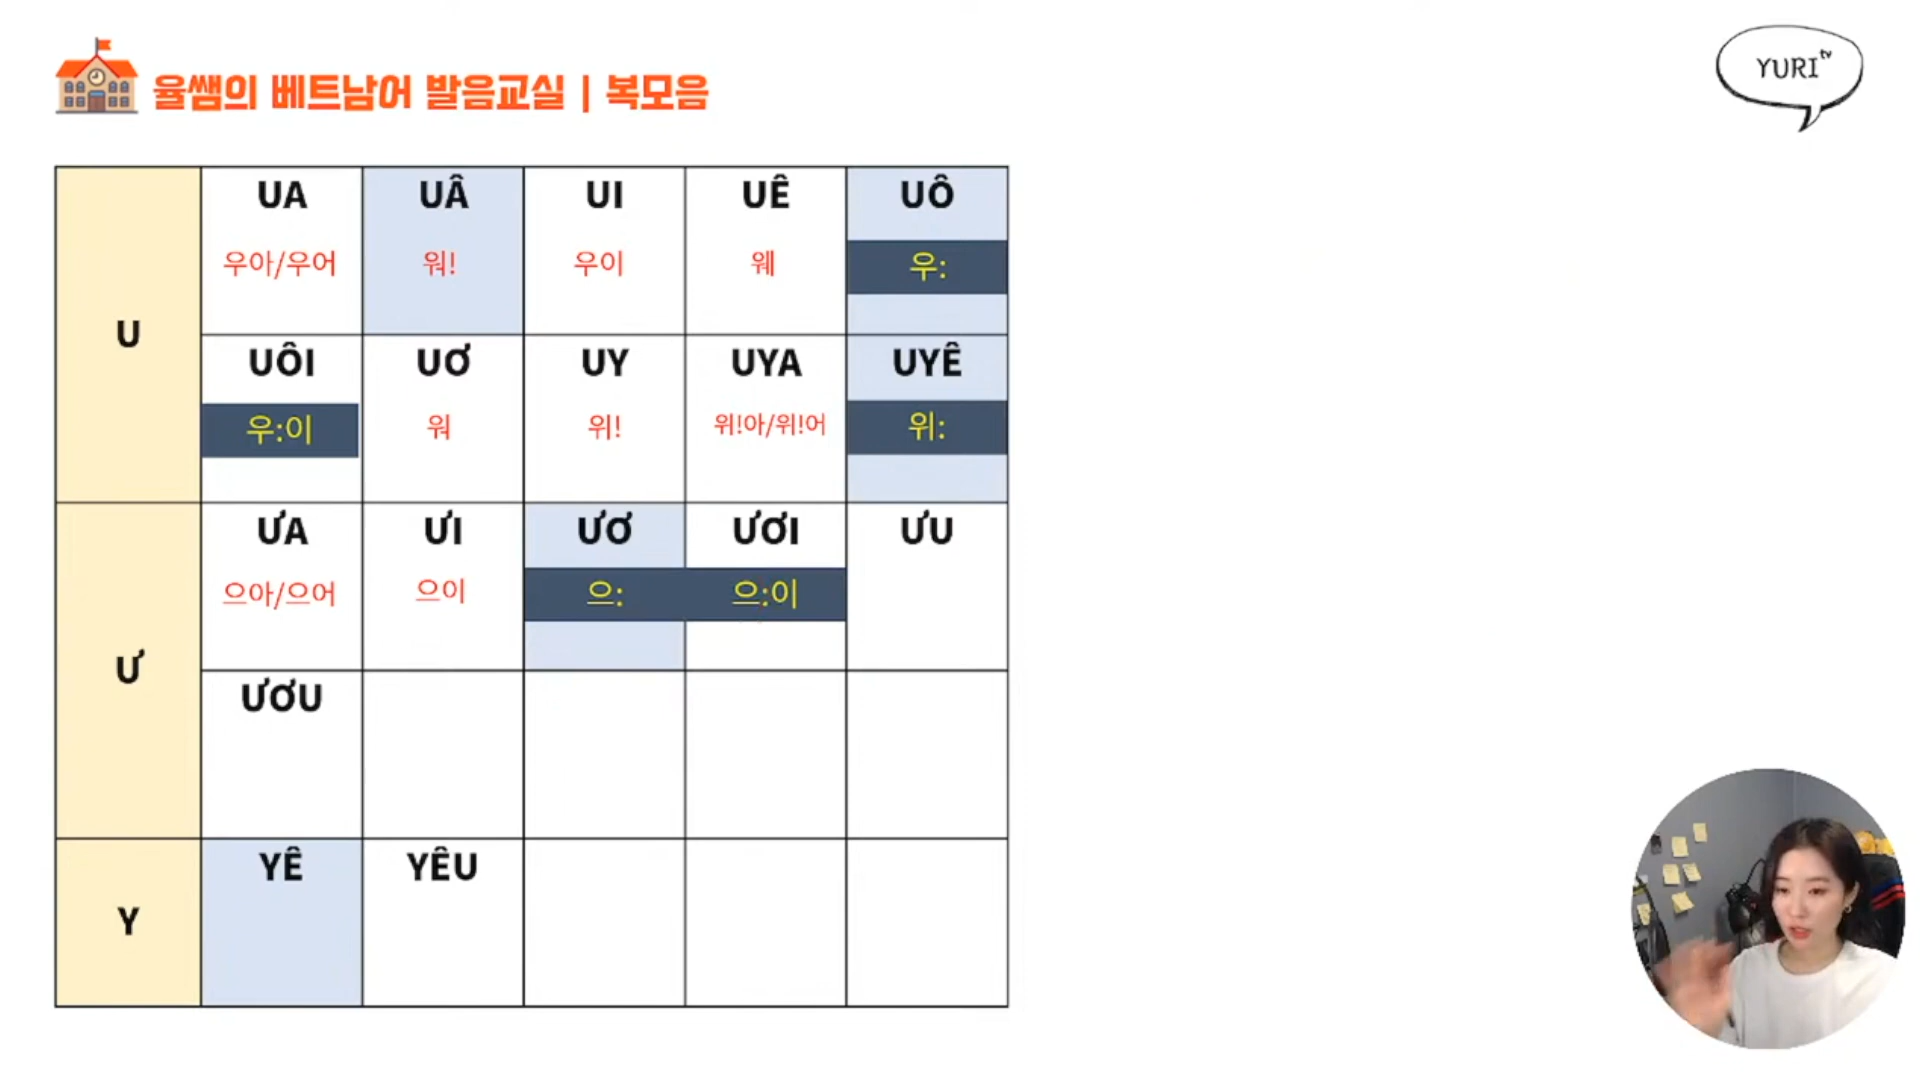 율쌤의 베트남어 발음교실 | 복모음
YURI tv
U
UA UÂ UI UÊ UÔ
우아/우어 워! 우이 웨 우:
UÔI UƠ UY UYA UYÊ
우:이 워 위! 위!아/위!어 위:
Ư
ƯA ƯI ƯƠ ƯƠI ƯU
으아/으어 으이 으: 으:이
ƯƠU
Y
YÊ YÊU